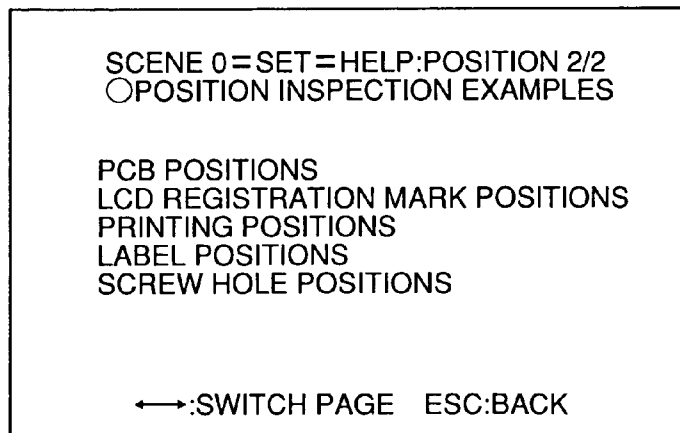 SCENE 0=SET=HELP:POSITION 2/2
○POSITION INSPECTION EXAMPLES
PCB POSITIONS
LCD REGISTRATION MARK POSITIONS
PRINTING POSITIONS
LABEL POSITIONS
SCREW HOLE POSITIONS
←→:SWITCH PAGE ESC:BACK